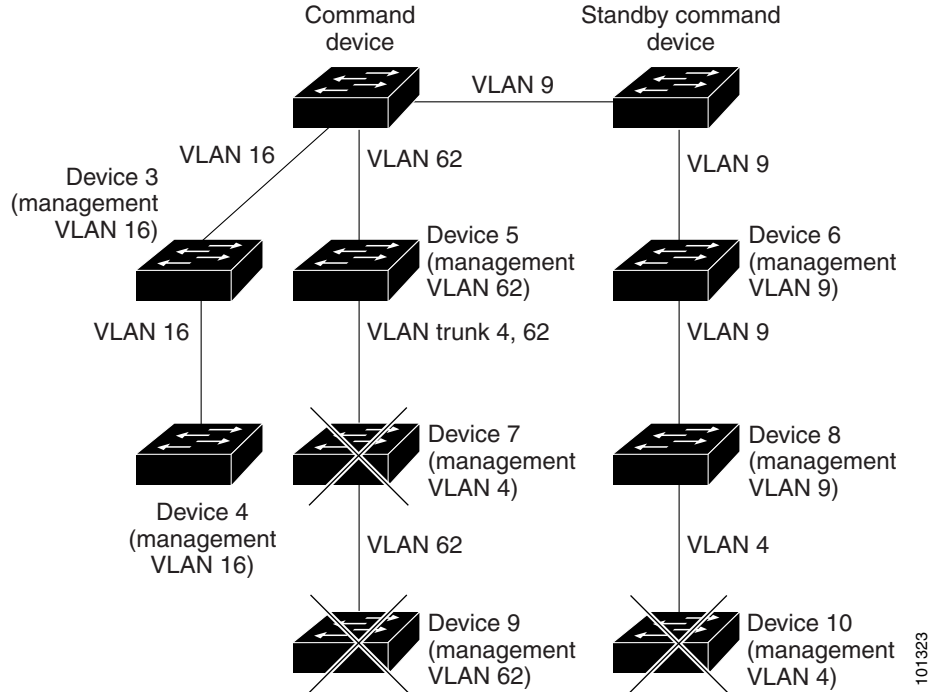 Command
device
Standby command
device
VLAN 9
VLAN 16
VLAN 62
VLAN 9
Device 3
(management
VLAN 16)
Device 5
(management
VLAN 62)
Device 6
(management
VLAN 9)
VLAN 16
VLAN trunk 4, 62
VLAN 9
Device 4
(management
VLAN 16)
Device 7
(management
VLAN 4)
Device 8
(management
VLAN 9)
VLAN 62
VLAN 4
Device 9
(management
VLAN 62)
Device 10
(management
VLAN 4)
101323